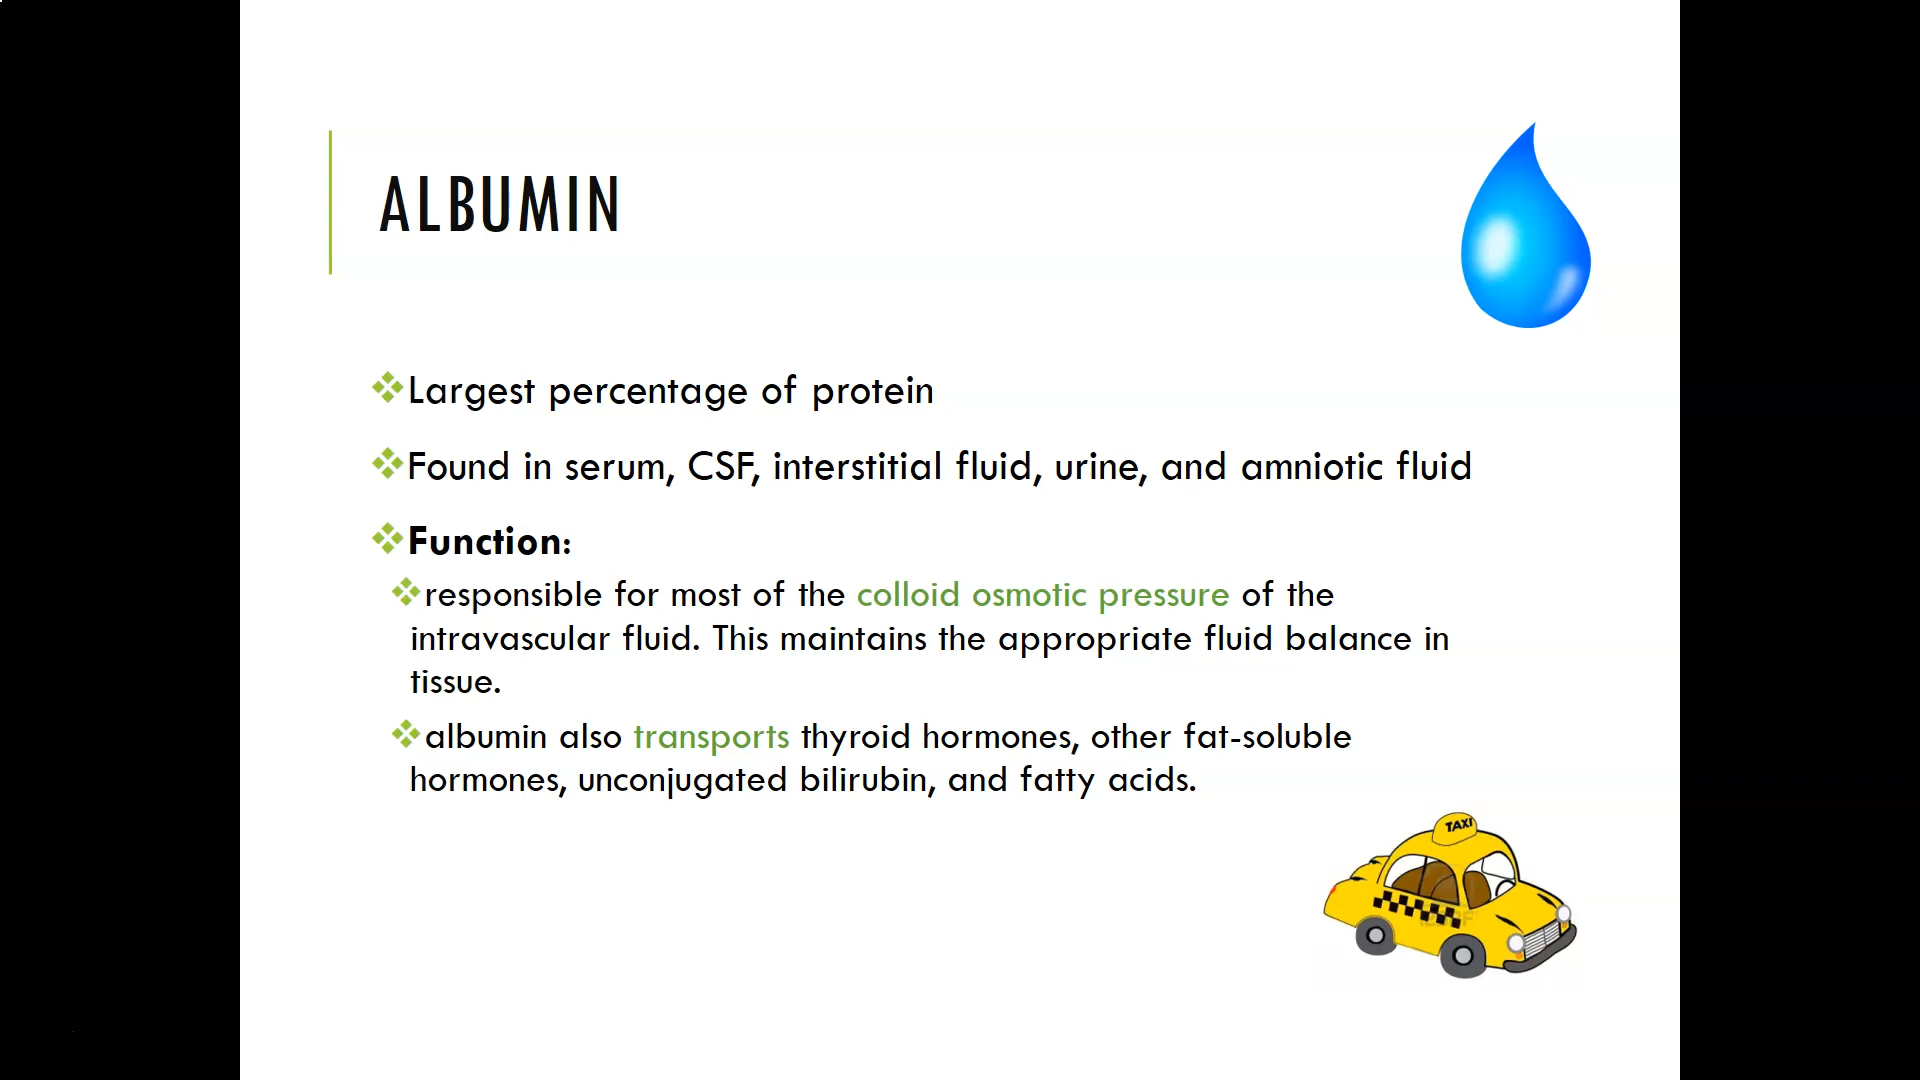 ALBUMIN
Largest percentage of protein
Found in serum, CSF, interstitial fluid, urine, and amniotic fluid
Function:
responsible for most of the colloid osmotic pressure of the
intravascular fluid. This maintains the appropriate fluid balance in
tissue.
albumin also transports thyroid hormones, other fat-soluble
hormones, unconjugated bilirubin, and fatty acids.
TAXI